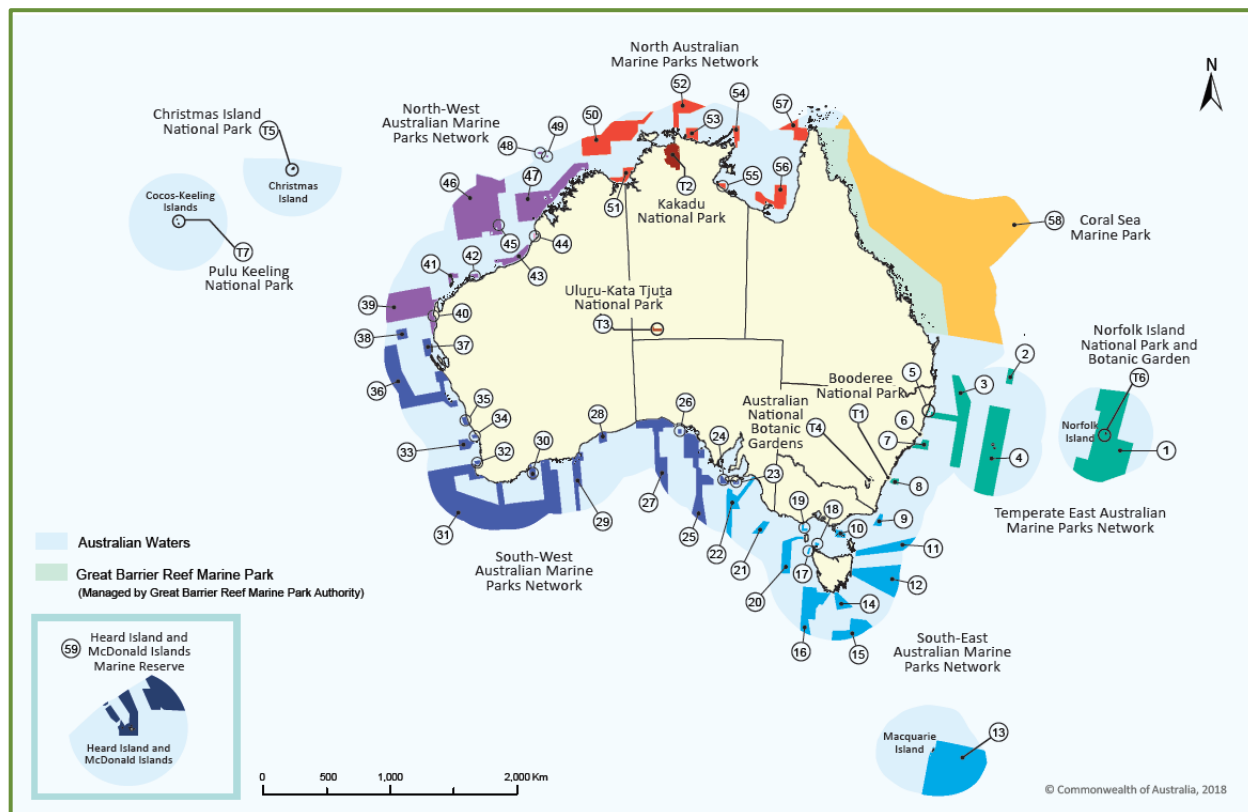 North Australian
Marine Parks Network
N
52
54
57
50
53
Christmas Island
National Park
T5
North-West
Australian Marine
Parks Network
49
48
47
46
56
55
51
T2
Kakadu
National Park
Christmas
Island
Cocos-Keeling
Islands
T7
Pulu Keeling
National Park
45
44
43
42
41
58
Coral Sea
Marine Park
Uluru-Kata Tjuta
National Park
T3
39
40
38
37
36
Norfolk Island
National Park and
Botanic Garden
T6
2
3
5
Booderee
National Park
T1
Australian
National
Botanic
Gardens
T4
6
7
Norfolk
Island
1
4
8
35
34
33
32
28
30
26
24
23
31
29
27
25
22
21
19
18
10
9
11
12
Temperate East Australian
Marine Parks Network
South-West
Australian Marine
Parks Network
20
17
16
14
15
South-East
Australian Marine
Parks Network
Australian Waters
Great Barrier Reef Marine Park
(Managed by Great Barrier Reef Marine Park Authority)
59
Heard Island and
McDonald Islands
Marine Reserve
Heard Island and
McDonald Islands
0 500 1,000 2,000 Km
Macquarie
Island
13
© Commonwealth of Australia, 2018